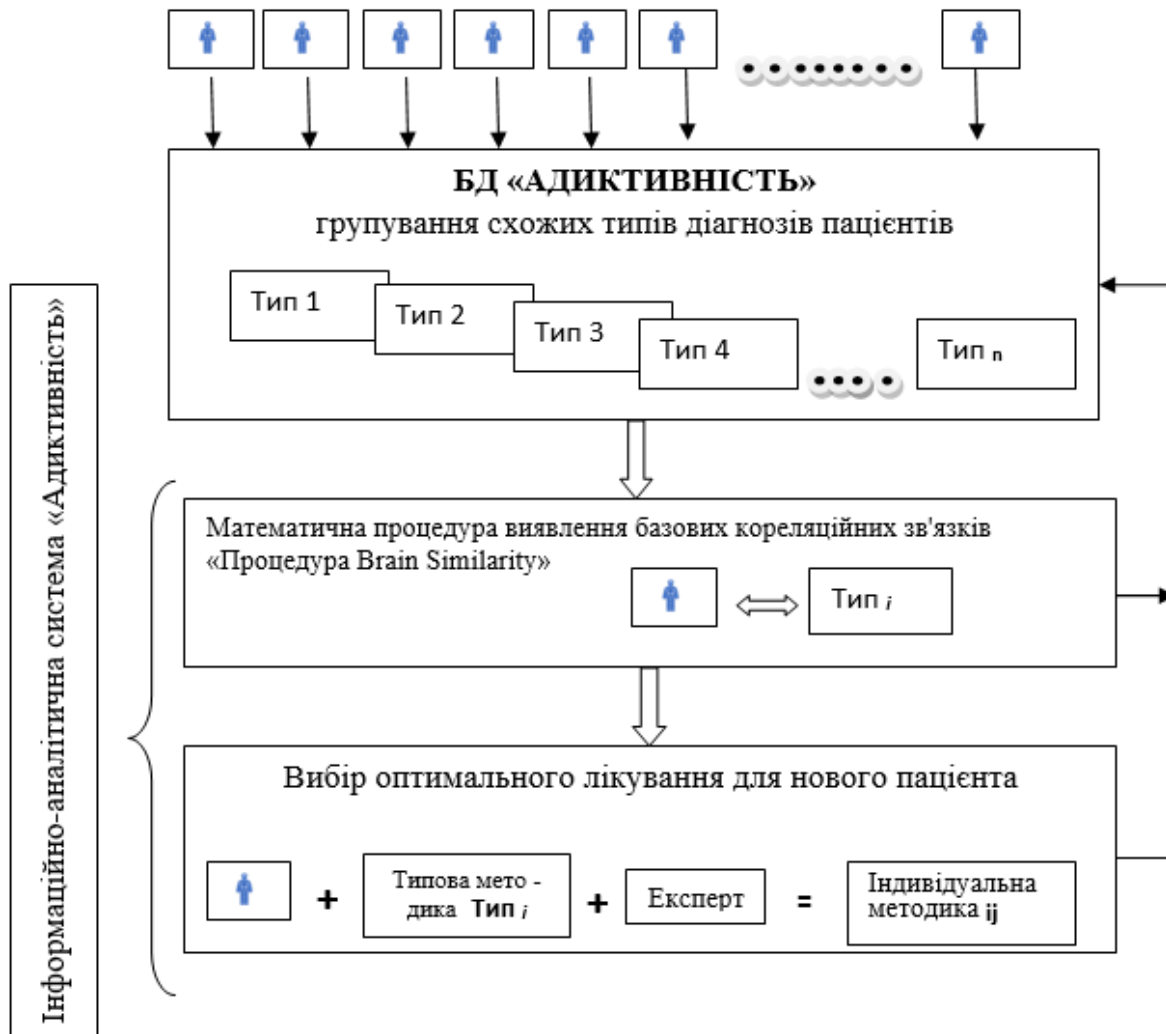 БД «АДИКТИВНІСТЬ»
групування схожих типів діагнозів пацієнтів
Тип 1
Тип 2
Тип 3
Тип 4
Тип n
Інформаційно-аналітична система «Адиктивність»
Математична процедура виявлення базових кореляційних зв'язків
«Процедура Brain Similarity»
Тип i
Вибір оптимального лікування для нового пацієнта
+
Типова мето -
дика Тип i
+
Експерт
=
Індивідуальна
методика ij